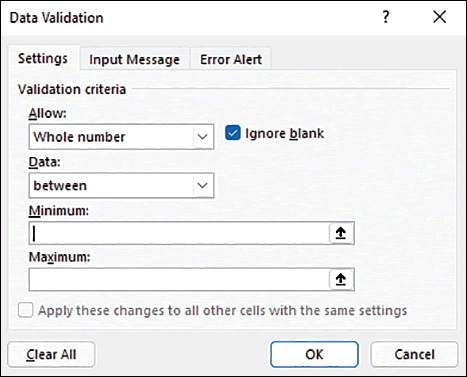 Data Validation ?
Settings Input Message Error Alert
Validation criteria
Allow:
Whole number Ignore blank
Data:
between
Minimum:
Maximum:
Apply these changes to all other cells with the same settings
Clear All OK Cancel